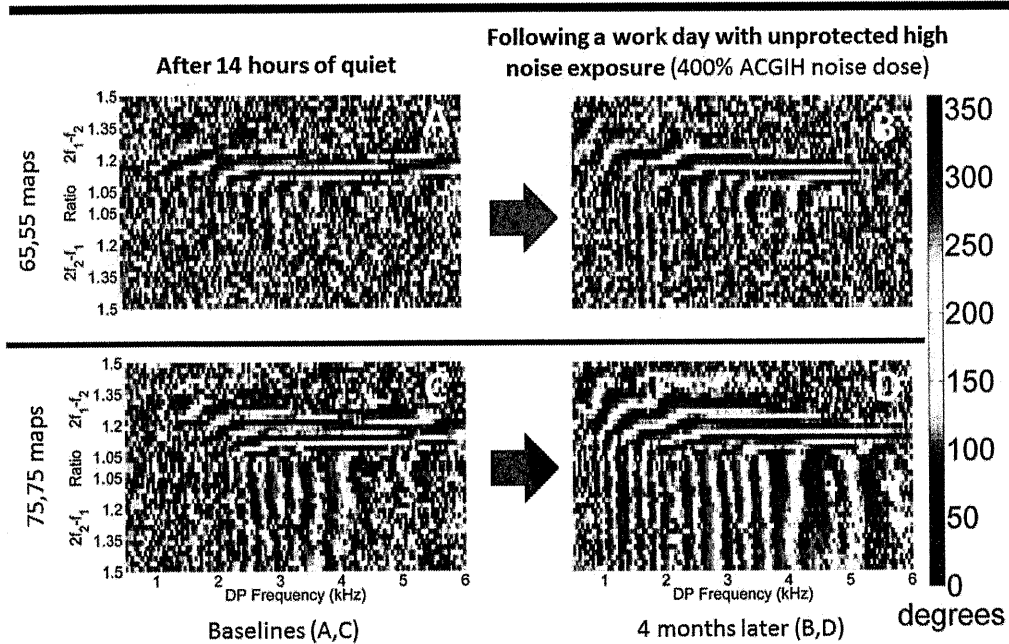 After 14 hours of quiet
Following a work day with unprotected high
noise exposure (400% ACGIH noise dose)
65,55 maps
Ratio
2f₁-f₂
2f₂-f₁
1.5
1.35
1.2
1.05
1.05
1.2
1.35
1.5
A
B
350
300
250
200
150
100
50
0
degrees
75,75 maps
Ratio
2f₁-f₂
2f₂-f₁
1.5
1.35
1.2
1.05
1.05
1.2
1.35
1.5
C
D
1 2 3 4 5 6
DP Frequency (kHz)
1 2 3 4 5 6
DP Frequency (kHz)
Baselines (A,C)
4 months later (B,D)